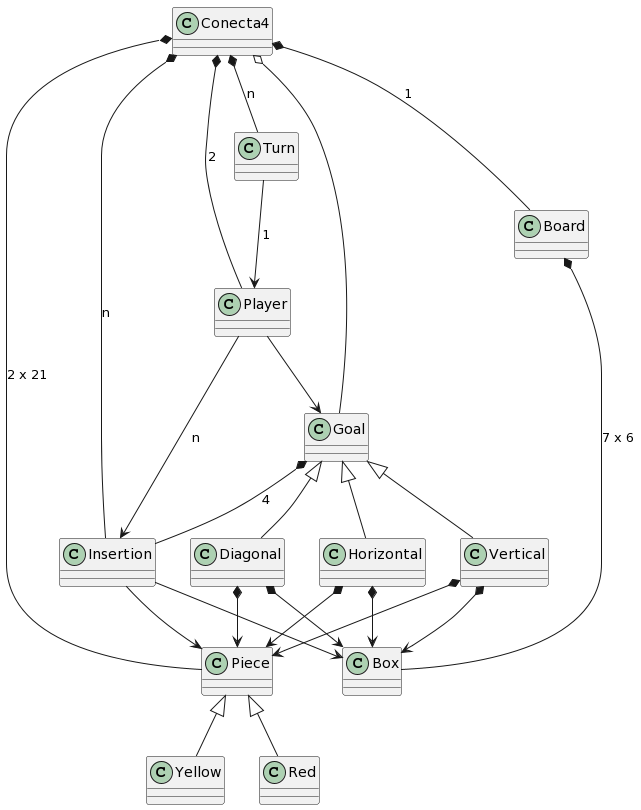 C Conecta4
1
n
C Turn
2
C Board
1
C Player
n
2 x 21
C Goal
7 x 6
n
4
C Insertion
C Diagonal
C Horizontal
C Vertical
C Piece
C Box
C Yellow
C Red